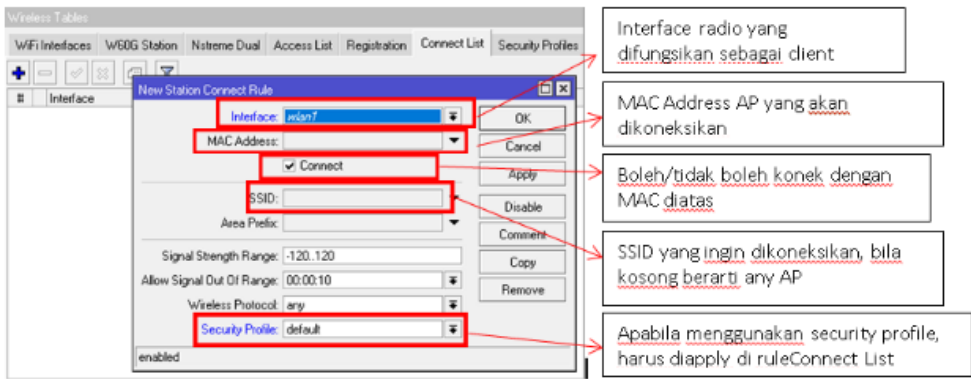 Wireless Tables
WiFi Interfaces W60G Station Nstreme Dual Access List Registration Connect List Security Profiles
# Interface
New Station Connect Rule
Interface: wlan1
MAC Address:
Connect
SSID:
Area Prefix:
Signal Strength Range: -120..120
Allow Signal Out Of Range: 00:00:10
Wireless Protocol: any
Security Profile: default
enabled
OK
Cancel
Apply
Disable
Comment
Copy
Remove
Interface radio yang
difungsikan sebagai client
MAC Address AP yang akan
dikoneksikan
Boleh/tidak boleh konek dengan
MAC diatas
SSID yang ingin dikoneksikan, bila
kosong berarti any AP
Apabila menggunakan security profile,
harus diapply di ruleConnect List